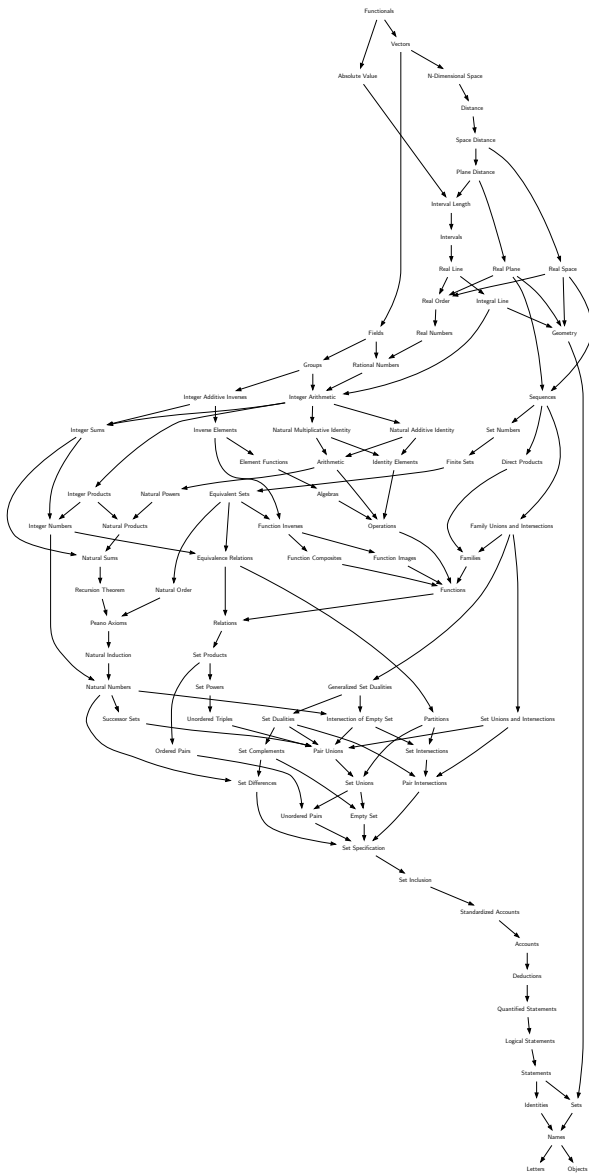 Functionals
Vectors
Absolute Value
N-Dimensional Space
Distance
Space Distance
Plane Distance
Interval Length
Intervals
Real Line
Real Plane
Real Space
Real Order
Integral Line
Fields
Real Numbers
Geometry
Groups
Rational Numbers
Integer Additive Inverses
Integer Arithmetic
Sequences
Integer Sums
Inverse Elements
Natural Multiplicative Identity
Natural Additive Identity
Set Numbers
Element Functions
Arithmetic
Identity Elements
Finite Sets
Direct Products
Integer Products
Natural Powers
Equivalent Sets
Algebras
Integer Numbers
Natural Products
Function Inverses
Operations
Family Unions and Intersections
Natural Sums
Equivalence Relations
Function Composites
Function Images
Families
Recursion Theorem
Natural Order
Functions
Peano Axioms
Relations
Natural Induction
Set Products
Natural Numbers
Set Powers
Generalized Set Dualities
Successor Sets
Unordered Triples
Set Dualities
Intersection of Empty Set
Partitions
Set Unions and Intersections
Ordered Pairs
Set Complements
Pair Unions
Set Intersections
Set Differences
Set Unions
Pair Intersections
Unordered Pairs
Empty Set
Set Specification
Set Inclusion
Standardized Accounts
Accounts
Deductions
Quantified Statements
Logical Statements
Statements
Identities
Sets
Names
Letters
Objects